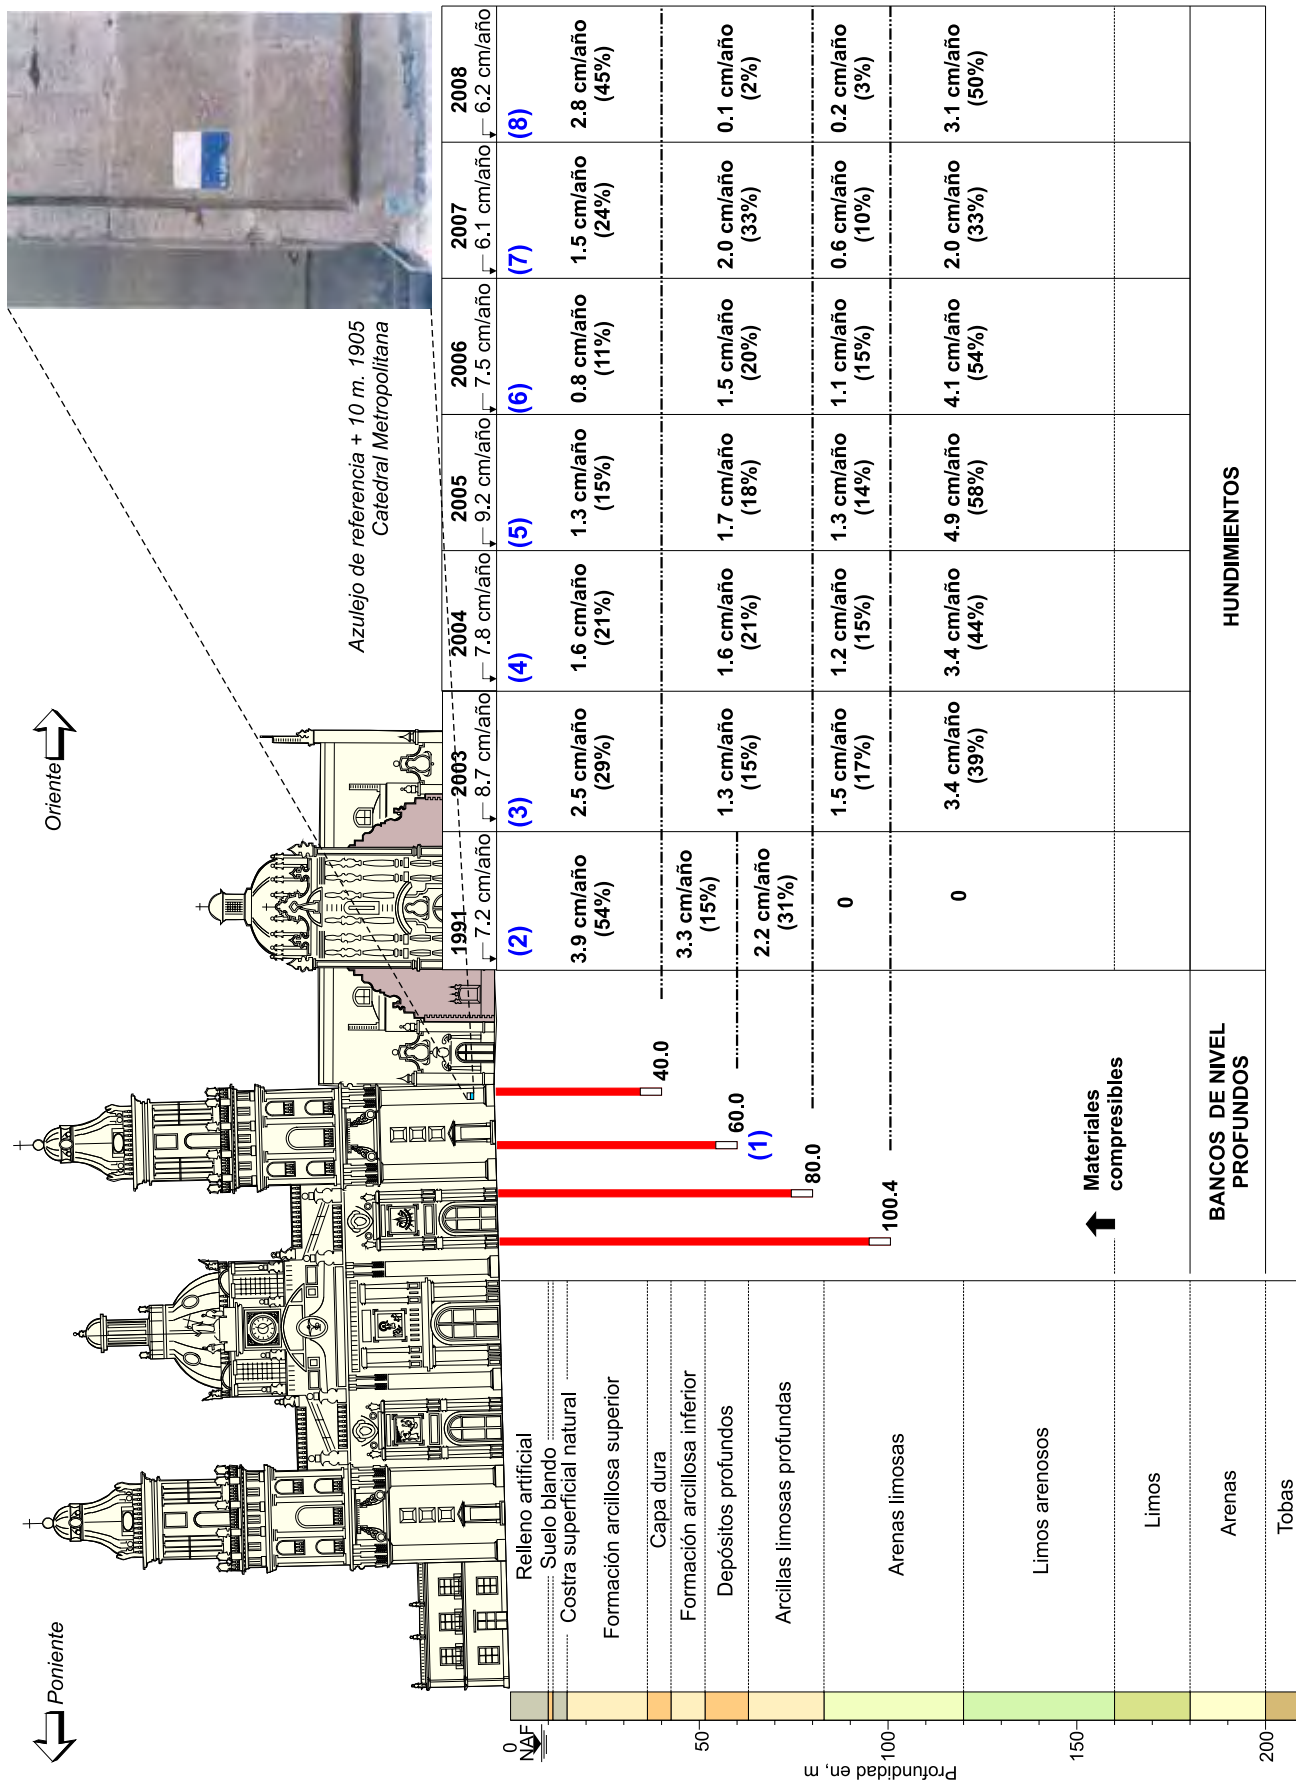 Poniente
Oriente
Azulejo de referencia + 10 m. 1905
Catedral Metropolitana
1991
7.2 cm/año
2003
8.7 cm/año
2004
7.8 cm/año
2005
9.2 cm/año
2006
7.5 cm/año
2007
6.1 cm/año
2008
6.2 cm/año
(2)
(3)
(4)
(5)
(6)
(7)
(8)
3.9 cm/año
(54%)
2.5 cm/año
(29%)
1.6 cm/año
(21%)
1.3 cm/año
(15%)
0.8 cm/año
(11%)
1.5 cm/año
(24%)
2.8 cm/año
(45%)
3.3 cm/año
(15%)
2.2 cm/año
(31%)
1.3 cm/año
(15%)
1.6 cm/año
(21%)
1.7 cm/año
(18%)
1.5 cm/año
(20%)
2.0 cm/año
(33%)
0.1 cm/año
(2%)
0
1.5 cm/año
(17%)
1.2 cm/año
(15%)
1.3 cm/año
(14%)
1.1 cm/año
(15%)
0.6 cm/año
(10%)
0.2 cm/año
(3%)
0
3.4 cm/año
(39%)
3.4 cm/año
(44%)
4.9 cm/año
(58%)
4.1 cm/año
(54%)
2.0 cm/año
(33%)
3.1 cm/año
(50%)
40.0
60.0
(1)
80.0
100.4
Materiales
compresibles
BANCOS DE NIVEL
PROFUNDOS
HUNDIMIENTOS
Relleno artificial
Suelo blando
Costra superficial natural
Formación arcillosa superior
Capa dura
Formación arcillosa inferior
Depósitos profundos
Arcillas limosas profundas
Arenas limosas
Limos arenosos
Limos
Arenas
Tobas
0
NAF
50
100
150
200
Profundidad en, m